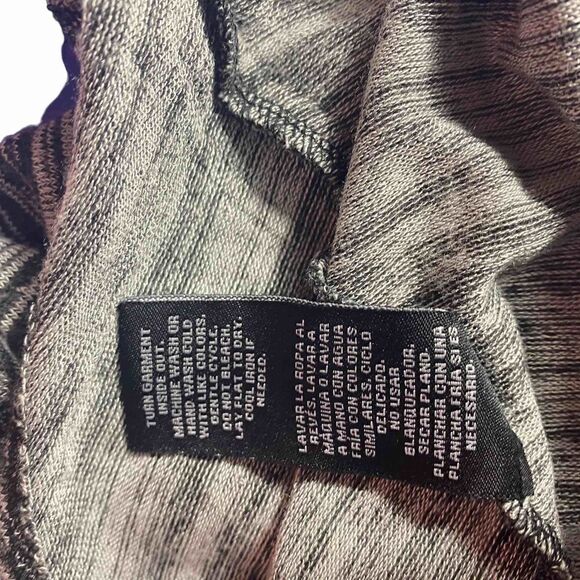 TURN GARMENT
INSIDE OUT.
MACHINE WASH OR
HAND WASH COLD
WITH LIKE COLORS,
GENTLE CYCLE.
DO NOT BLEACH.
LAY FLAT TO DRY.
COOL IRON IF
NEEDED.
LAVAR LA ROPA AL
REVÉS. LAVAR A
MÁQUINA O LAVAR
A MANO CON AGUA
FRÍA CON COLORES
SIMILARES, CICLO
DELICADO.
NO USAR
BLANQUEADOR.
SECAR PLANO.
PLANCHAR CON UNA
PLANCHA FRÍA SI ES
NECESARIO.